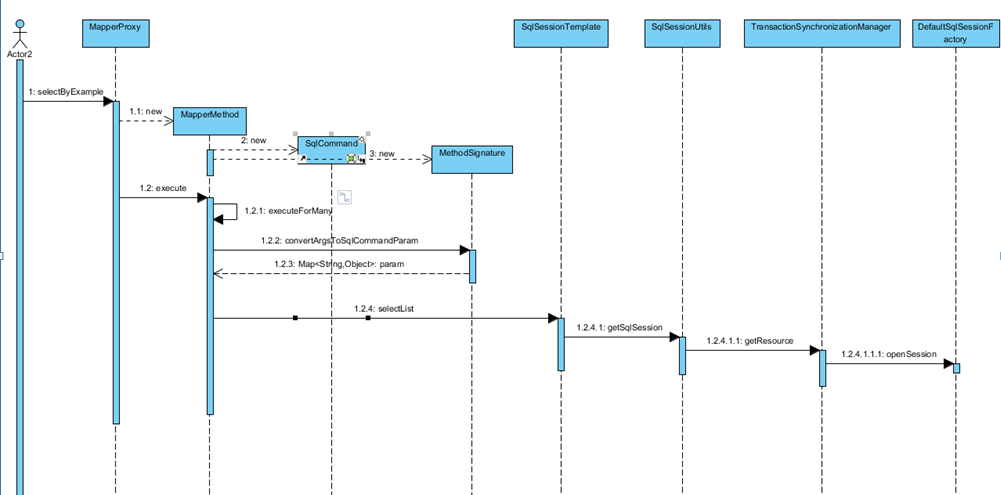 MapperProxy
SqlSessionTemplate
SqlSessionUtils
TransactionSynchronizationManager
DefaultSqlSessionF
actory
Actor2
1: selectByExample
1.1: new
MapperMethod
2: new
SqlCommand
3: new
MethodSignature
1.2: execute
1.2.1: executeForMany
1.2.2: convertArgsToSqlCommandParam
1.2.3: Map<String,Object>: param
1.2.4: selectList
1.2.4.1: getSqlSession
1.2.4.1.1: getResource
1.2.4.1.1.1: openSession